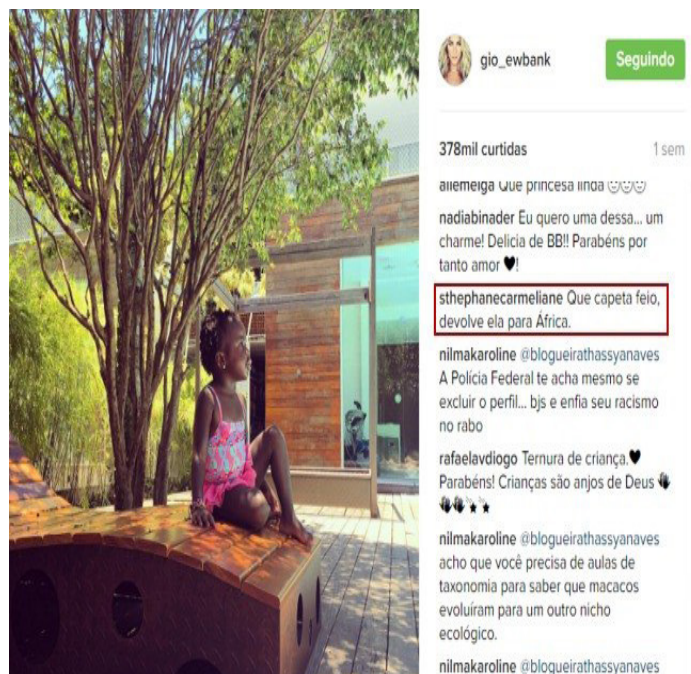 gio_ewbank
Seguindo
378mil curtidas
1 sem
allemeiga Que princesa linda
nadiabinader Eu quero uma dessa... um
charme! Delicia de BB!! Parabéns por
tanto amor ♥!
sthephanecarmeliane Que capeta feio,
devolve ela para África.
nilmakaroline @blogueirathassyanaves
A Polícia Federal te acha mesmo se
excluir o perfil... bjs e enfia seu racismo
no rabo
rafaelavdiogo Ternura de criança.♥
Parabéns! Crianças são anjos de Deus
nilmakaroline @blogueirathassyanaves
acho que você precisa de aulas de
taxonomia para saber que macacos
evoluíram para um outro nicho
ecológico.
nilmakaroline @blogueirathassyanaves